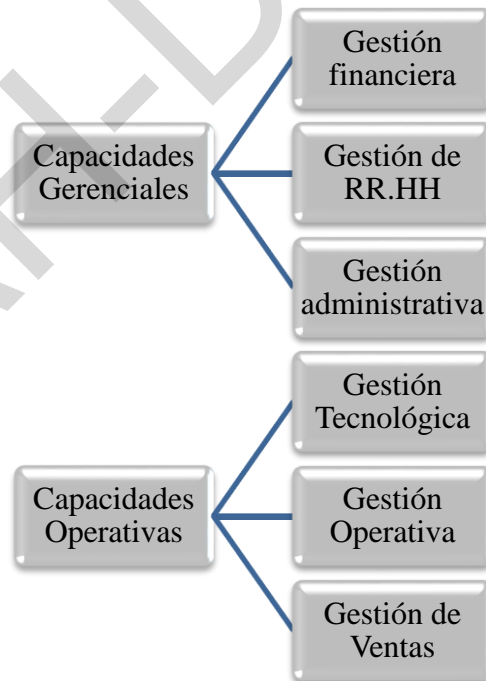 Capacidades
Gerenciales
Gestión
financiera
Gestión de
RR.HH
Gestión
administrativa
Capacidades
Operativas
Gestión
Tecnológica
Gestión
Operativa
Gestión de
Ventas